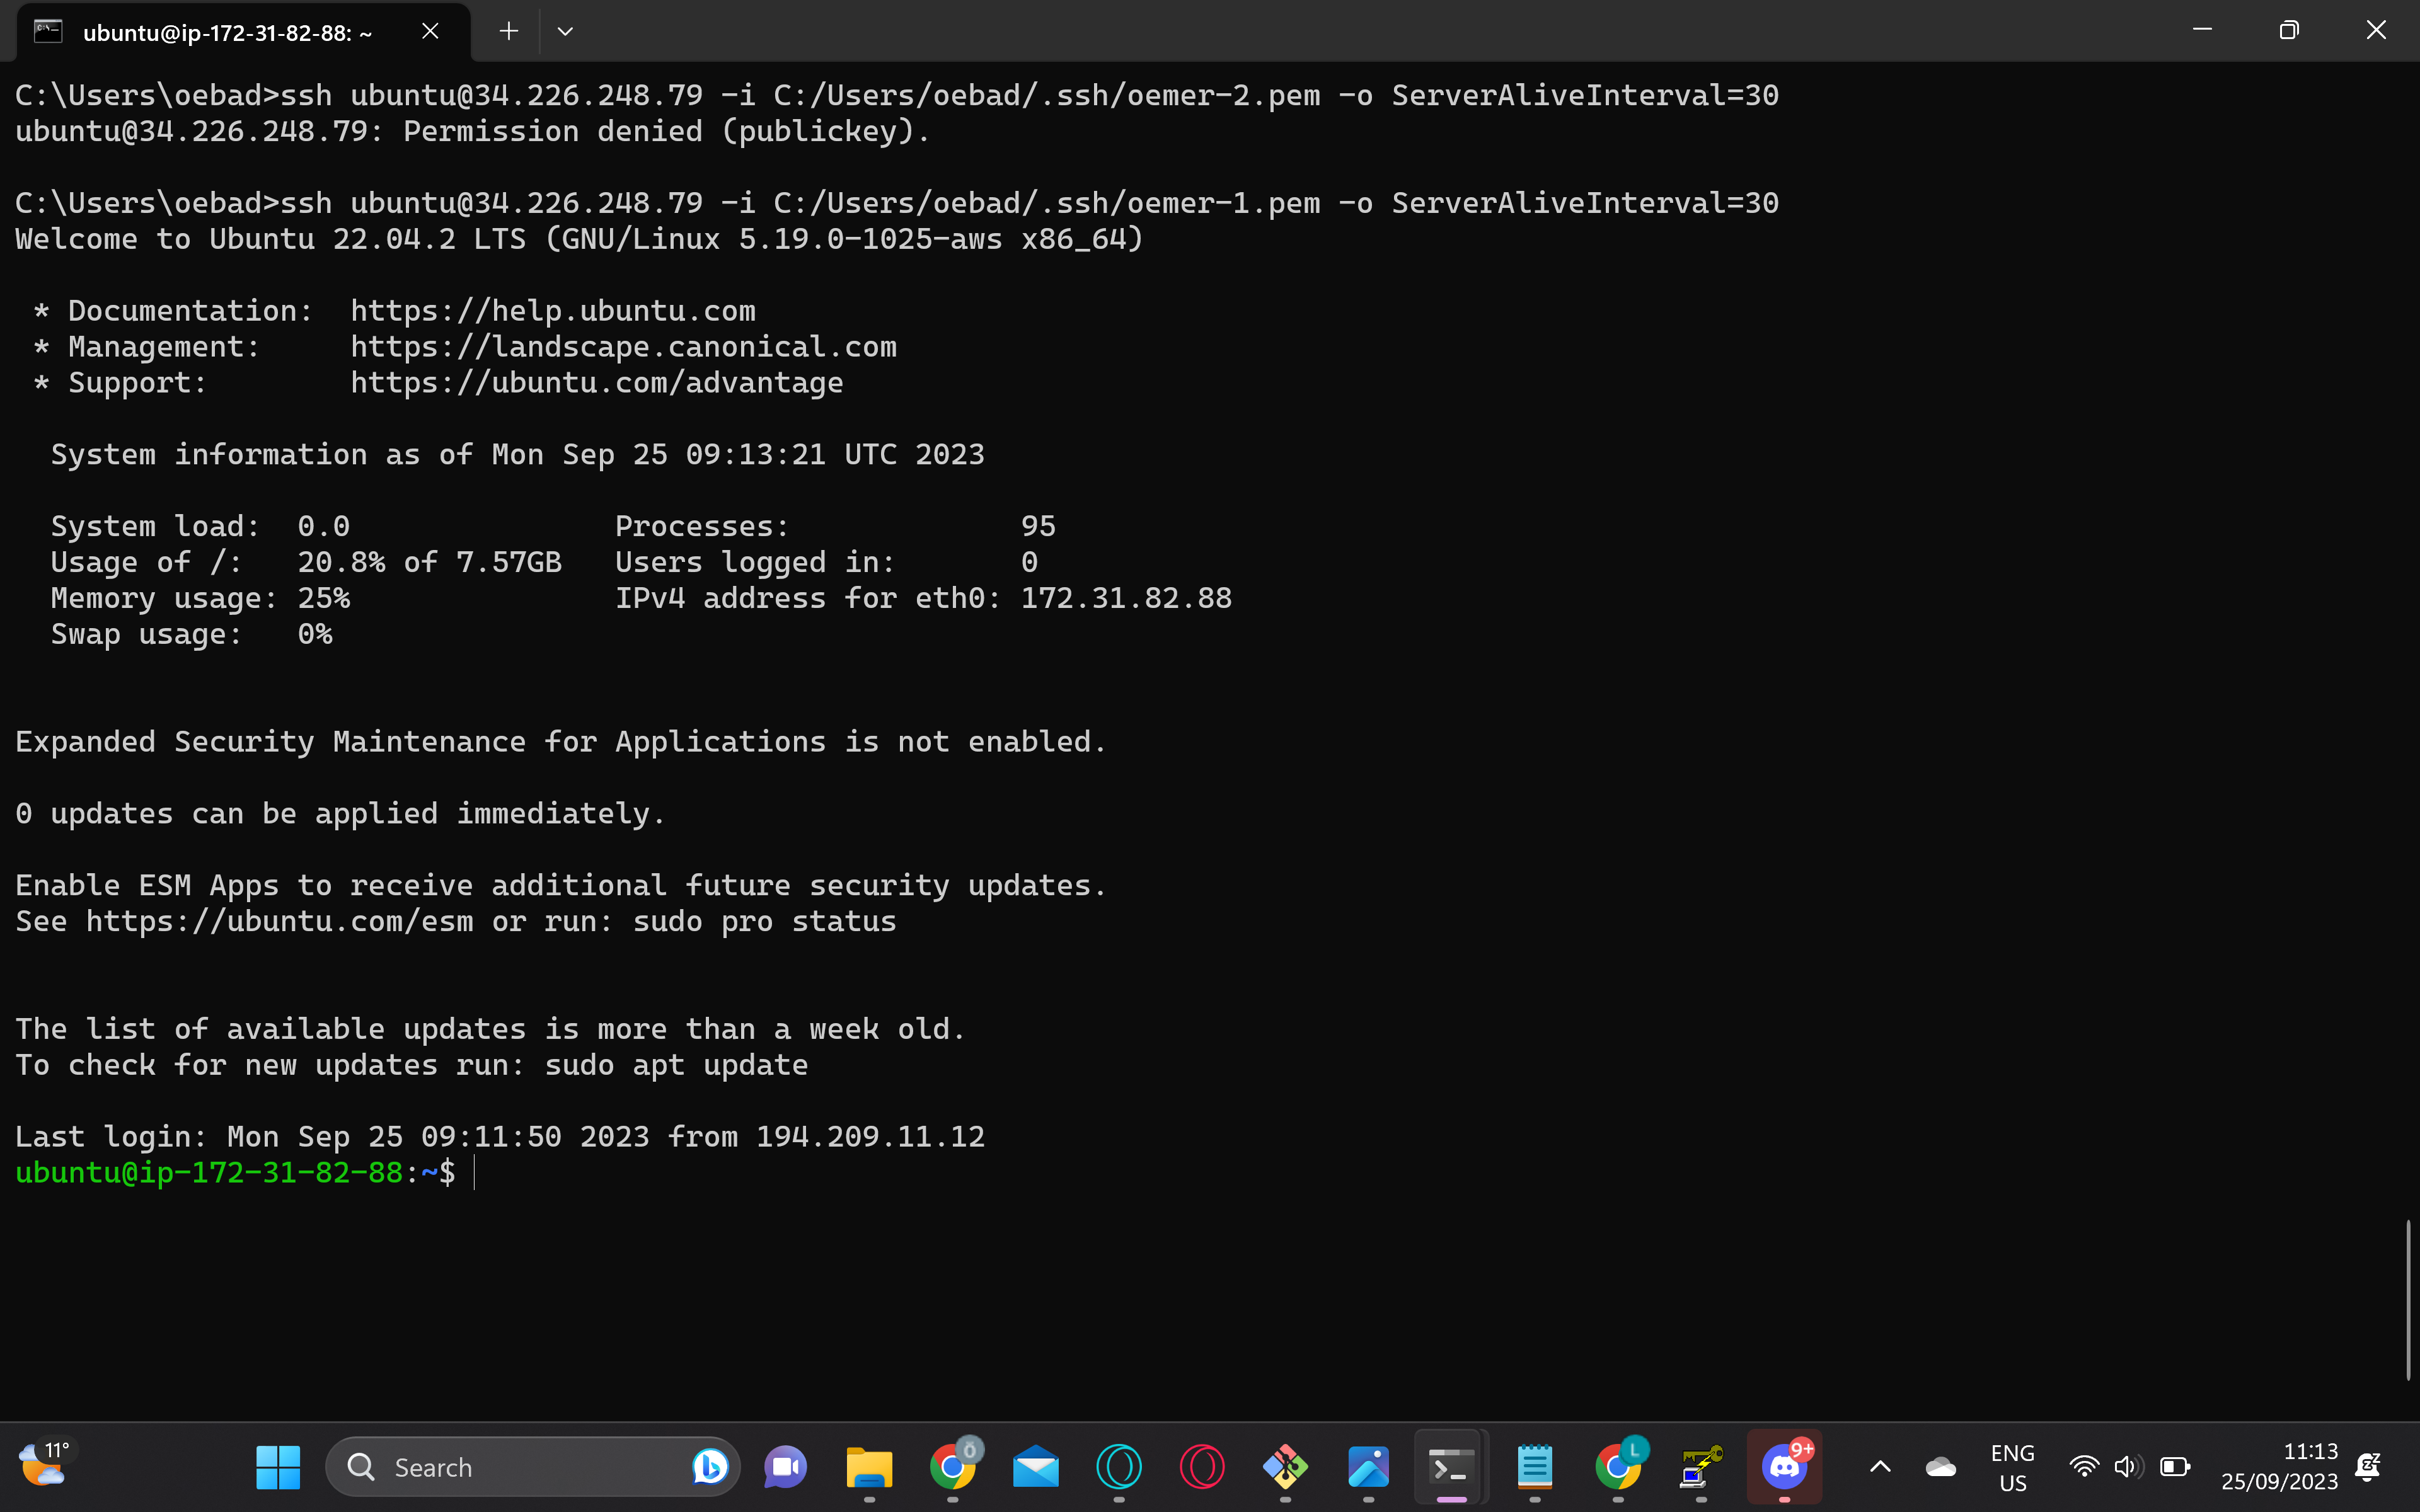 ubuntu@ip-172-31-82-88: ~
C:\Users\oebad>ssh ubuntu@34.226.248.79 -i C:/Users/oebad/.ssh/oemer-2.pem -o ServerAliveInterval=30
ubuntu@34.226.248.79: Permission denied (publickey).
C:\Users\oebad>ssh ubuntu@34.226.248.79 -i C:/Users/oebad/.ssh/oemer-1.pem -o ServerAliveInterval=30
Welcome to Ubuntu 22.04.2 LTS (GNU/Linux 5.19.0-1025-aws x86_64)
* Documentation:  https://help.ubuntu.com
* Management:     https://landscape.canonical.com
* Support:        https://ubuntu.com/advantage
System information as of Mon Sep 25 09:13:21 UTC 2023
System load:  0.0               Processes:             95
Usage of /:   20.8% of 7.57GB   Users logged in:       0
Memory usage: 25%               IPv4 address for eth0: 172.31.82.88
Swap usage:   0%
Expanded Security Maintenance for Applications is not enabled.
0 updates can be applied immediately.
Enable ESM Apps to receive additional future security updates.
See https://ubuntu.com/esm or run: sudo pro status
The list of available updates is more than a week old.
To check for new updates run: sudo apt update
Last login: Mon Sep 25 09:11:50 2023 from 194.209.11.12
ubuntu@ip-172-31-82-88:~$
11°
Search
Ö
L
9+
ENG
US
11:13
25/09/2023